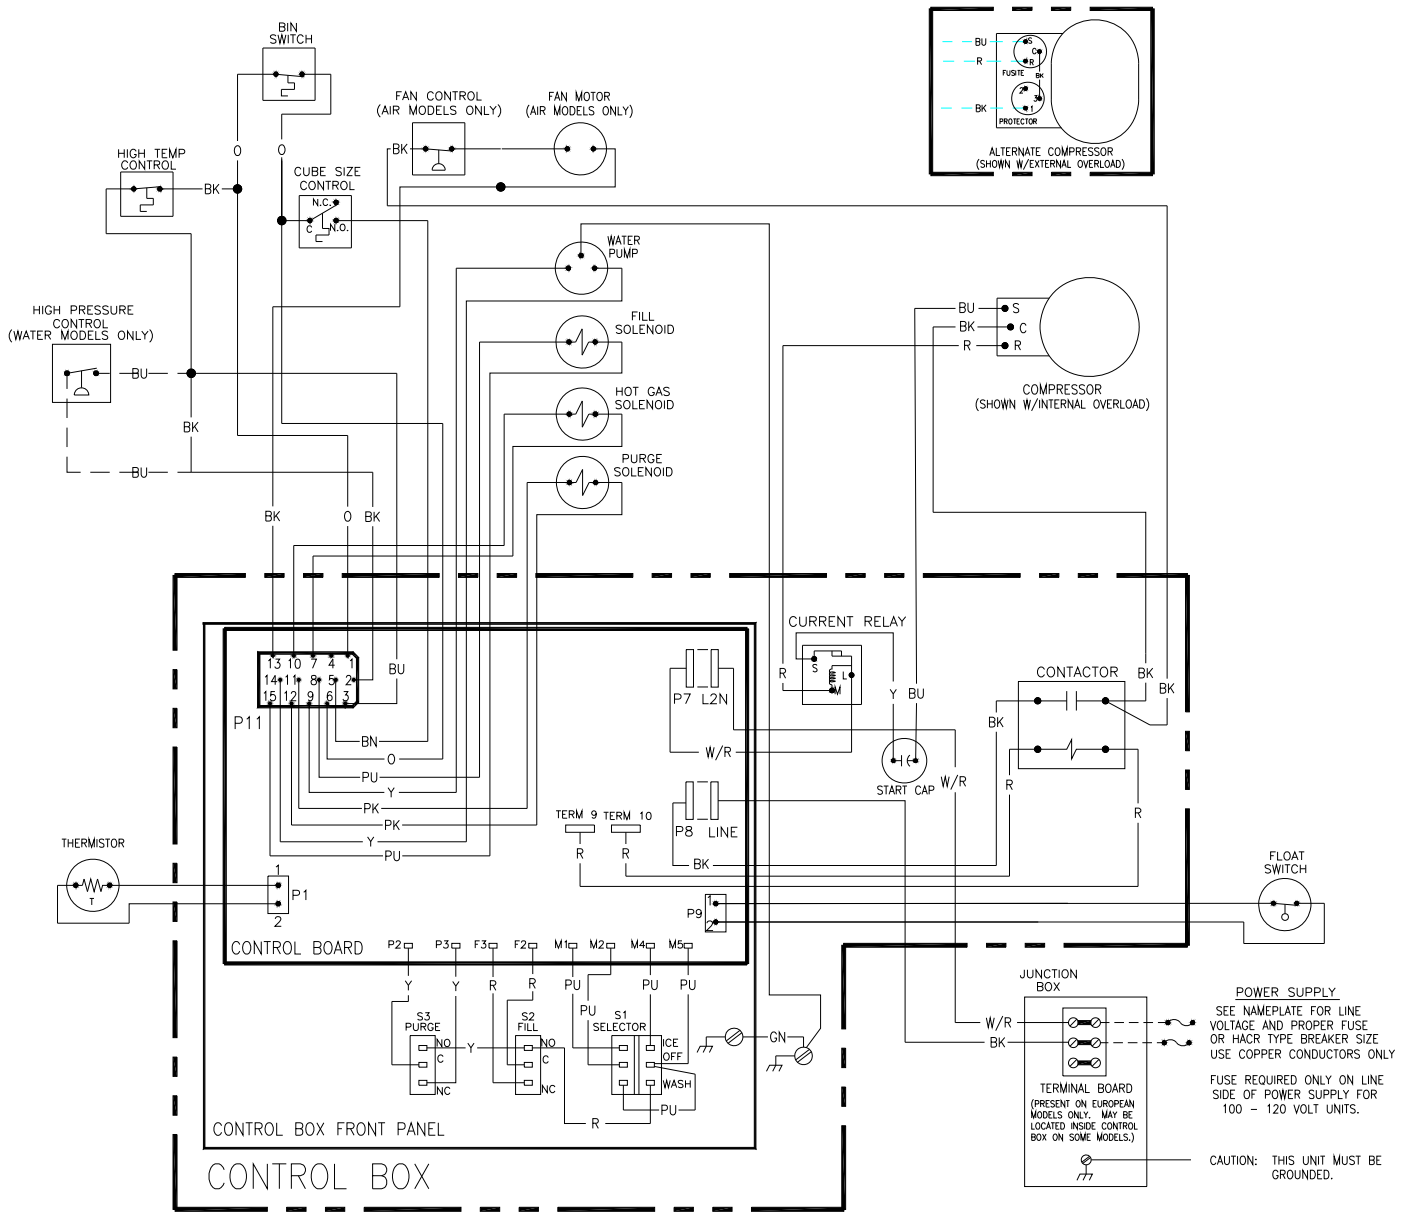 BIN
SWITCH
FAN CONTROL
(AIR MODELS ONLY)
FAN MOTOR
(AIR MODELS ONLY)
BU
R
BK
S
C
R
FUSITE
BK
2
3
1
PROTECTOR
ALTERNATE COMPRESSOR
(SHOWN W/EXTERNAL OVERLOAD)
HIGH TEMP
CONTROL
O
O
BK
BK
CUBE SIZE
CONTROL
N.C.
C
N.O.
WATER
PUMP
HIGH PRESSURE
CONTROL
(WATER MODELS ONLY)
BU
BK
BU
FILL
SOLENOID
HOT GAS
SOLENOID
PURGE
SOLENOID
BU
S
BK
C
R
R
COMPRESSOR
(SHOWN W/INTERNAL OVERLOAD)
BK
O
BK
13 10 7 4 1
14 11 8 5 2
15 12 9 6 3
P11
BU
BN
O
PU
Y
PK
PK
Y
PU
CURRENT RELAY
S
L
M
R
Y
BU
P7 L2N
W/R
START CAP
W/R
CONTACTOR
BK
BK
BK
R
R
P8 LINE
BK
TERM 9 TERM 10
R
R
THERMISTOR
T
1
P1
2
1
P9
2
FLOAT
SWITCH
CONTROL BOARD
P2 P3 F3 F2 M1 M2 M4 M5
Y
Y
R
R
PU
PU
PU
PU
S3
PURGE
NO
C
NC
Y
S2
FILL
NO
C
NC
S1
SELECTOR
ICE
OFF
WASH
PU
R
GN
CONTROL BOX FRONT PANEL
CONTROL BOX
JUNCTION
BOX
W/R
BK
TERMINAL BOARD
(PRESENT ON EUROPEAN
MODELS ONLY. MAY BE
LOCATED INSIDE CONTROL
BOX ON SOME MODELS.)
POWER SUPPLY
SEE NAMEPLATE FOR LINE
VOLTAGE AND PROPER FUSE
OR HACR TYPE BREAKER SIZE
USE COPPER CONDUCTORS ONLY
FUSE REQUIRED ONLY ON LINE
SIDE OF POWER SUPPLY FOR
100 - 120 VOLT UNITS.
CAUTION: THIS UNIT MUST BE
GROUNDED.